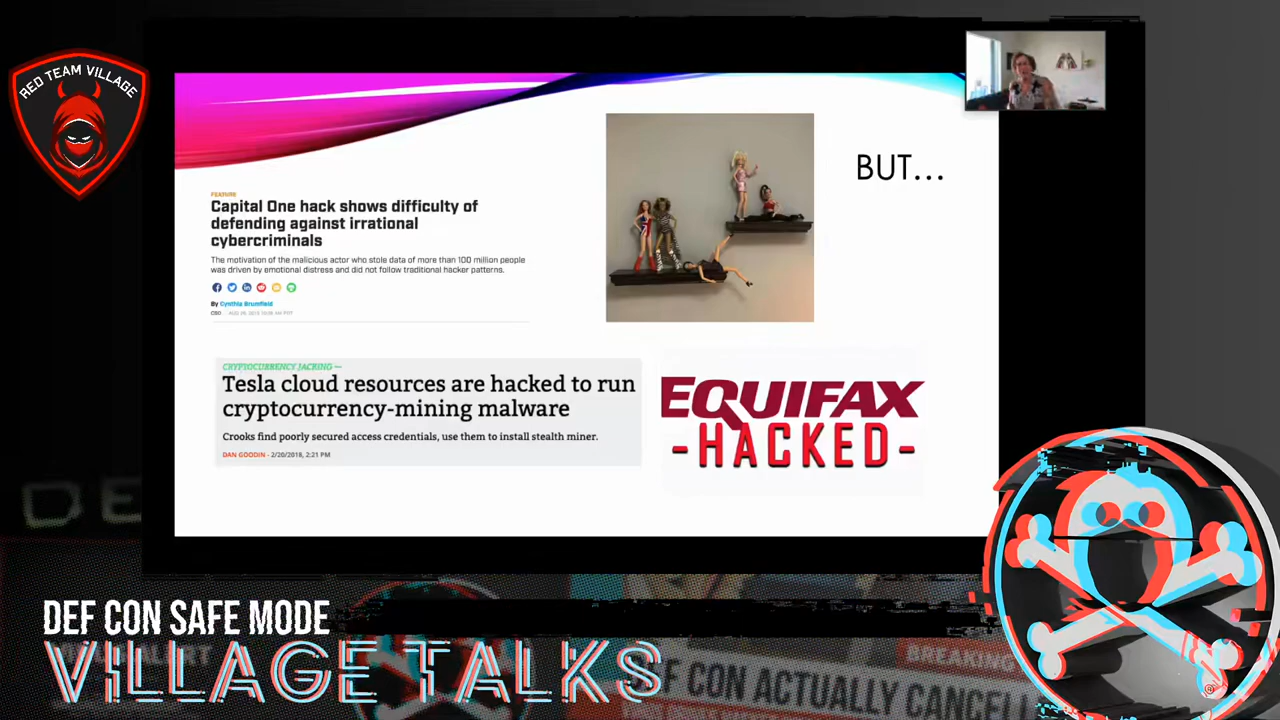 RED TEAM VILLAGE
BUT...
FEATURE
Capital One hack shows difficulty of
defending against irrational
cybercriminals
The motivation of the malicious actor who stole data of more than 100 million people
was driven by emotional distress and did not follow traditional hacker patterns.
By Cynthia Brumfield
CRYPTOCURRENCY JACKING —
Tesla cloud resources are hacked to run
cryptocurrency-mining malware
Crooks find poorly secured access credentials, use them to install stealth miner.
DAN GOODIN - 2/20/2018, 2:21 PM
EQUIFAX
-HACKED-
DEF CON SAFE MODE
VILLAGE TALKS
BREAKING
DEF CON ACTUALLY CANCELL